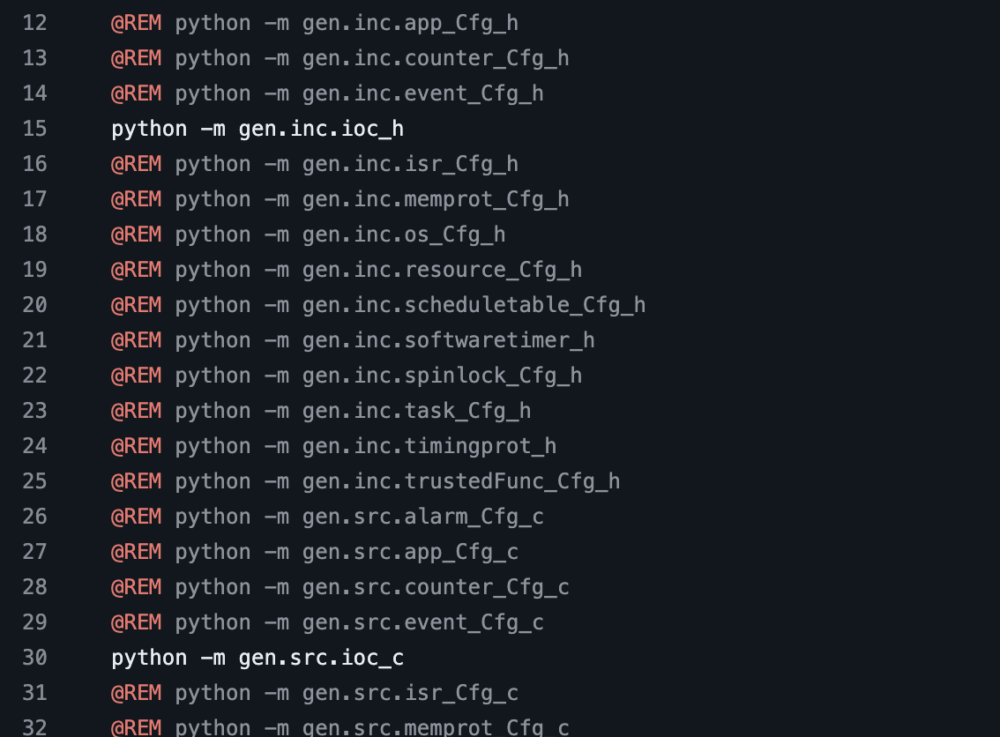 12 @REM python -m gen.inc.app_Cfg_h
13 @REM python -m gen.inc.counter_Cfg_h
14 @REM python -m gen.inc.event_Cfg_h
15 python -m gen.inc.ioc_h
16 @REM python -m gen.inc.isr_Cfg_h
17 @REM python -m gen.inc.memprot_Cfg_h
18 @REM python -m gen.inc.os_Cfg_h
19 @REM python -m gen.inc.resource_Cfg_h
20 @REM python -m gen.inc.scheduletable_Cfg_h
21 @REM python -m gen.inc.softwaretimer_h
22 @REM python -m gen.inc.spinlock_Cfg_h
23 @REM python -m gen.inc.task_Cfg_h
24 @REM python -m gen.inc.timingprot_h
25 @REM python -m gen.inc.trustedFunc_Cfg_h
26 @REM python -m gen.src.alarm_Cfg_c
27 @REM python -m gen.src.app_Cfg_c
28 @REM python -m gen.src.counter_Cfg_c
29 @REM python -m gen.src.event_Cfg_c
30 python -m gen.src.ioc_c
31 @REM python -m gen.src.isr_Cfg_c
32 @REM python -m gen.src.memprot_Cfg_c